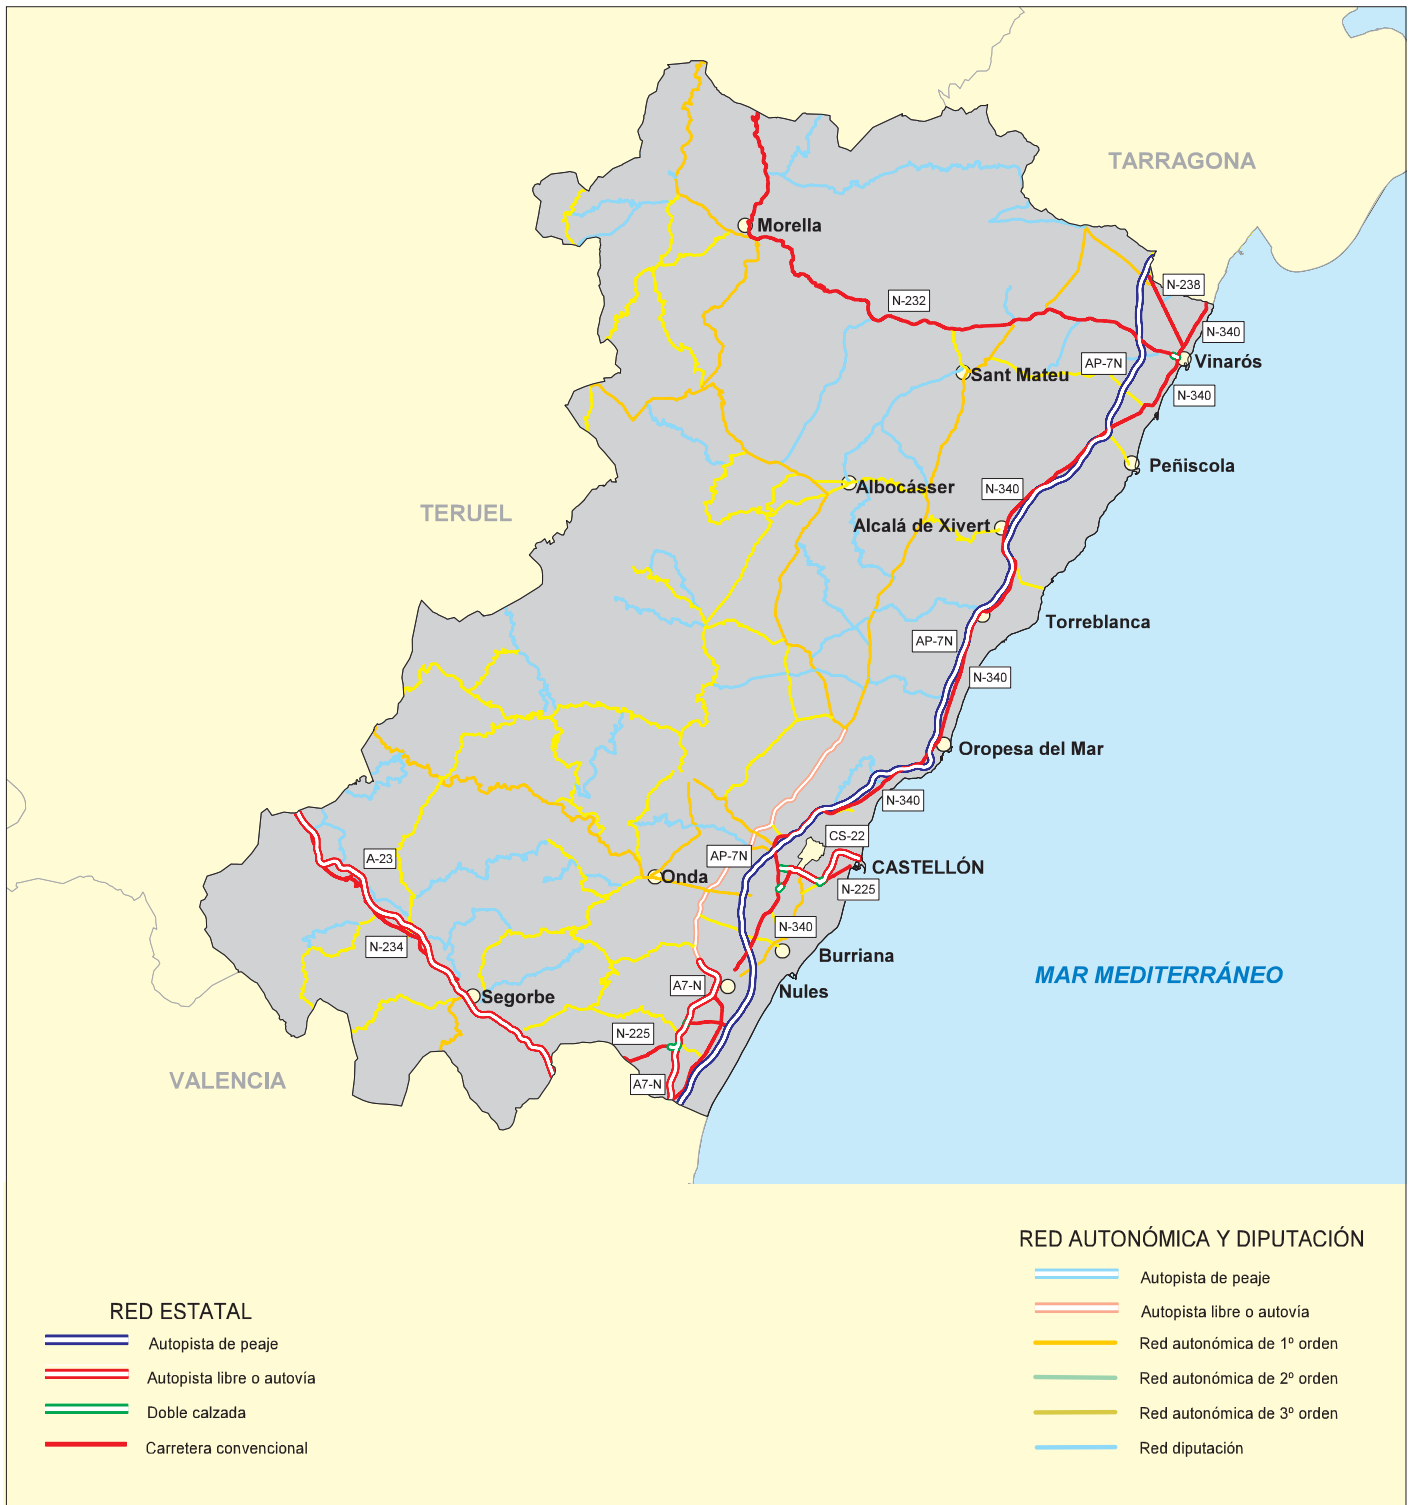 TARRAGONA
Morella
N-238
N-232
N-340
AP-7N
Vinarós
Sant Mateu
N-340
Peñiscola
Albocásser
N-340
TERUEL
Alcalá de Xivert
Torreblanca
AP-7N
N-340
Oropesa del Mar
N-340
CS-22
AP-7N
A-23
CASTELLÓN
Onda
N-225
N-340
N-234
Burriana
MAR MEDITERRÁNEO
A7-N
Nules
Segorbe
N-225
VALENCIA
A7-N
RED ESTATAL
Autopista de peaje
Autopista libre o autovía
Doble calzada
Carretera convencional
RED AUTONÓMICA Y DIPUTACIÓN
Autopista de peaje
Autopista libre o autovía
Red autonómica de 1º orden
Red autonómica de 2º orden
Red autonómica de 3º orden
Red diputación